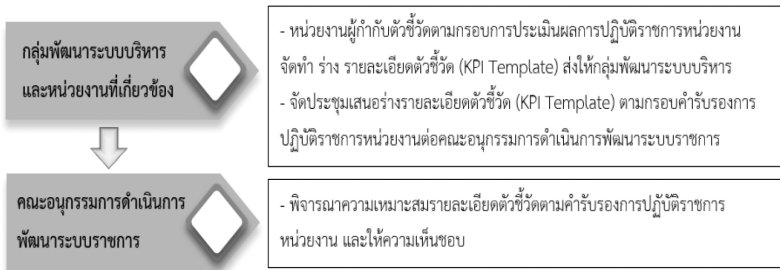 กลุ่มพัฒนาระบบบริหาร
และหน่วยงานที่เกี่ยวข้อง
- หน่วยงานผู้กำกับตัวชี้วัดตามกรอบการประเมินผลการปฏิบัติราชการหน่วยงาน
จัดทำ ร่าง รายละเอียดตัวชี้วัด (KPI Template) ส่งให้กลุ่มพัฒนาระบบบริหาร
- จัดประชุมเสนอร่างรายละเอียดตัวชี้วัด (KPI Template) ตามกรอบคำรับรองการ
ปฏิบัติราชการหน่วยงานต่อคณะอนุกรรมการดำเนินการพัฒนาระบบราชการ
คณะอนุกรรมการดำเนินการ
พัฒนาระบบราชการ
- พิจารณาความเหมาะสมรายละเอียดตัวชี้วัดตามคำรับรองการปฏิบัติราชการ
หน่วยงาน และให้ความเห็นชอบ